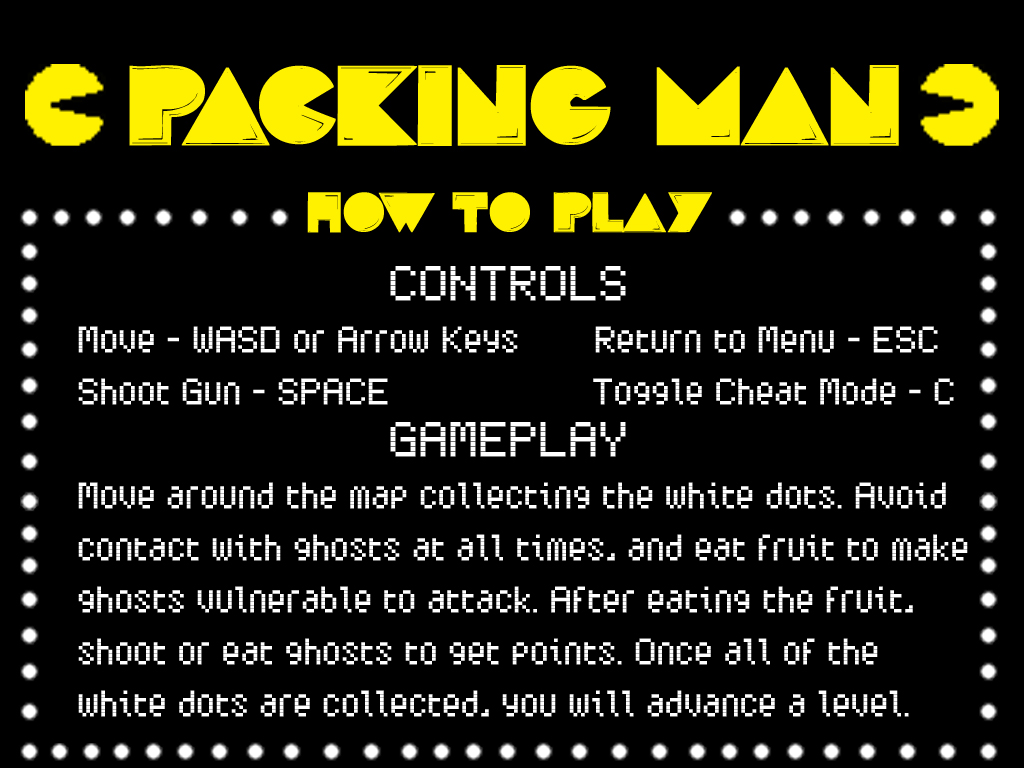 PACKING MAN
HOW TO PLAY
CONTROLS
Move - WASD or Arrow Keys
Return to Menu - ESC
Shoot Gun - SPACE
Toggle Cheat Mode - C
GAMEPLAY
Move around the map collecting the white dots. Avoid
contact with ghosts at all times, and eat fruit to make
ghosts vulnerable to attack. After eating the fruit,
shoot or eat ghosts to get points. Once all of the
white dots are collected, you will advance a level.